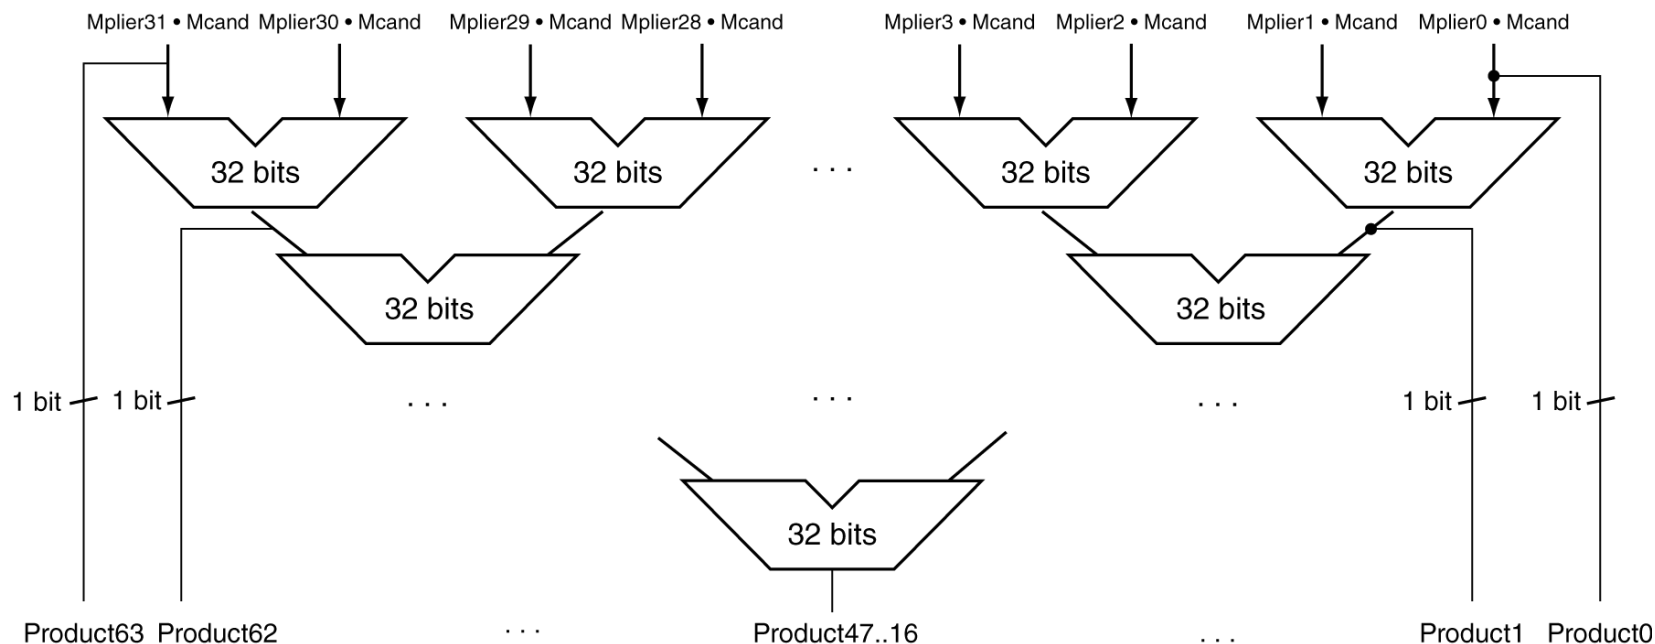 Mplier31 • Mcand Mplier30 • Mcand Mplier29 • Mcand Mplier28 • Mcand Mplier3 • Mcand Mplier2 • Mcand Mplier1 • Mcand Mplier0 • Mcand
32 bits 32 bits . . . 32 bits 32 bits
32 bits 32 bits
1 bit 1 bit . . . . . . . . . 1 bit 1 bit
32 bits
Product63 Product62 . . . Product47..16 . . . Product1 Product0